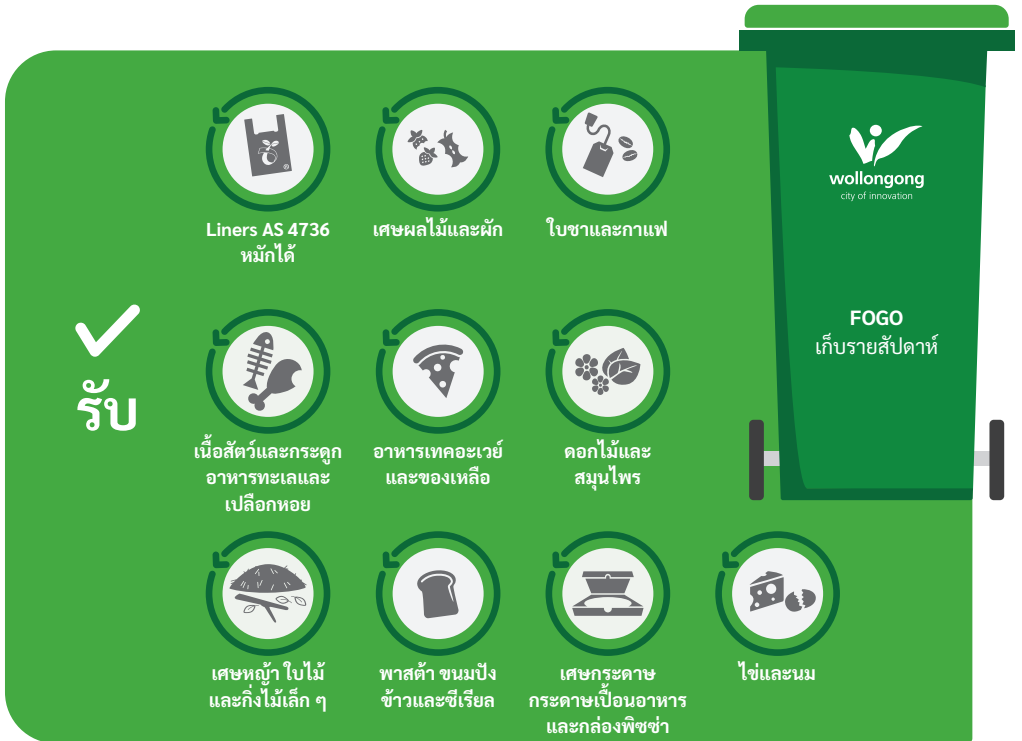 wollongong
city of innovation
Liners AS 4736
หมักได้
เศษผลไม้และผัก
ใบชาและกาแฟ
FOGO
เก็บรายสัปดาห์
รับ
เนื้อสัตว์และกระดูก
อาหารทะเลและ
เปลือกหอย
อาหารเทคอะเวย์
และของเหลือ
ดอกไม้และ
สมุนไพร
เศษหญ้า ใบไม้
และกิ่งไม้เล็ก ๆ
พาสต้า ขนมปัง
ข้าวและซีเรียล
เศษกระดาษ
กระดาษเปื้อนอาหาร
และกล่องพิซซ่า
ไข่และนม